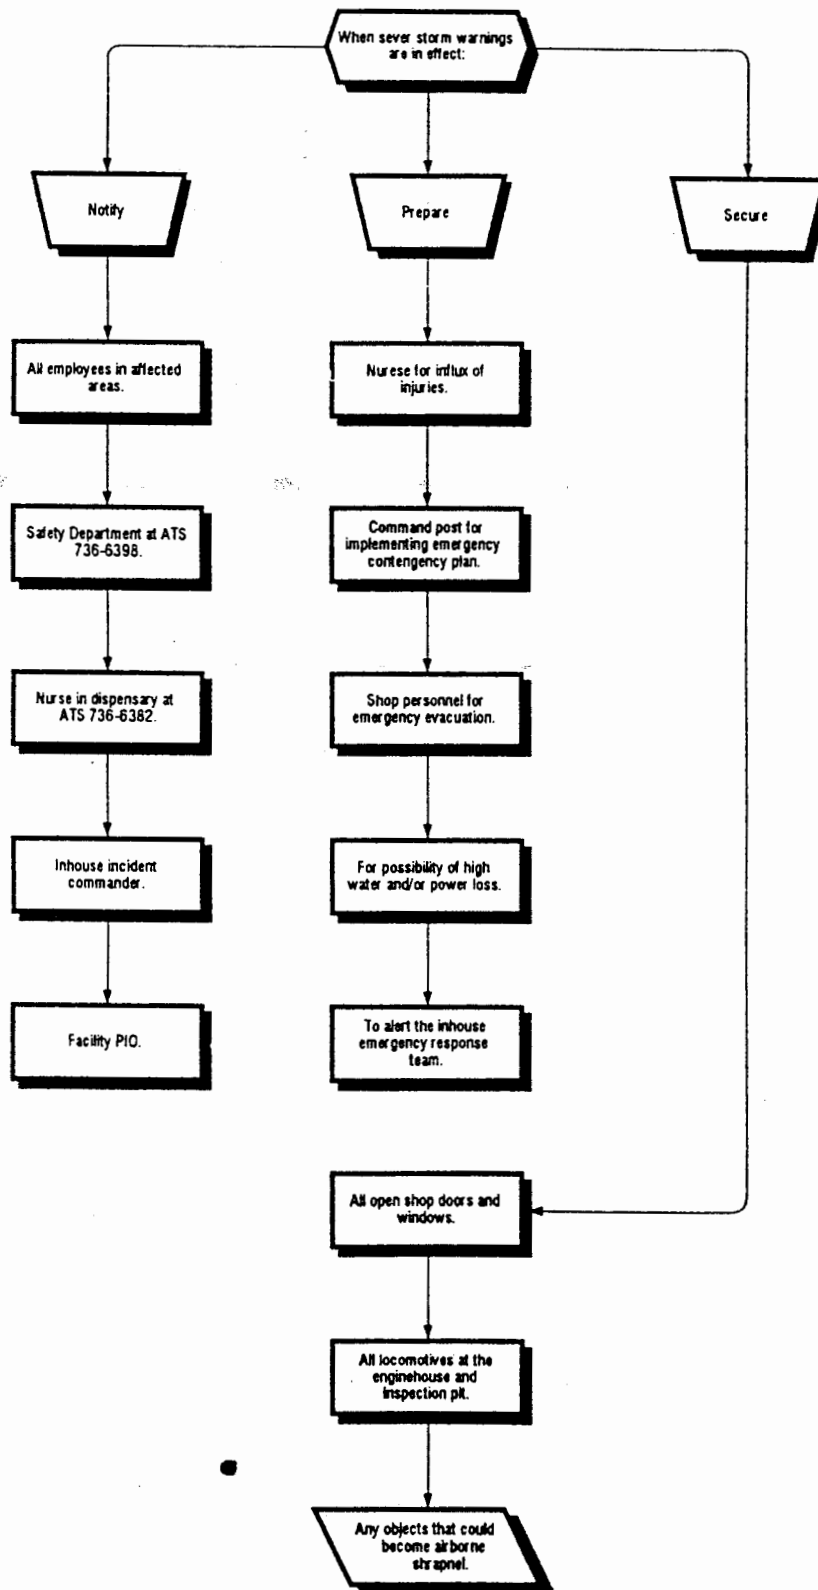 When sever storm warnings
are in effect:
Notify
Prepare
Secure
All employees in affected
areas.
Safety Department at ATS
736-6398.
Nurse in dispensary at
ATS 736-6382.
Inhouse incident
commander.
Facility PIO.
Nurese for influx of
injuries.
Command post for
implementing emergency
contengency plan.
Shop personnel for
emergency evacuation.
For possibility of high
water and/or power loss.
To alert the inhouse
emergency response
team.
All open shop doors and
windows.
All locomotives at the
enginehouse and
inspection pit.
Any objects that could
become airborne
shrapnel.